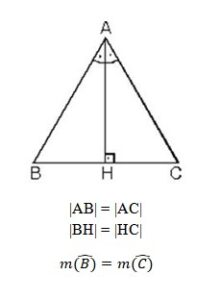 A
B H C
|AB| = |AC|
|BH| = |HC|
m(B̂) = m(Ĉ)